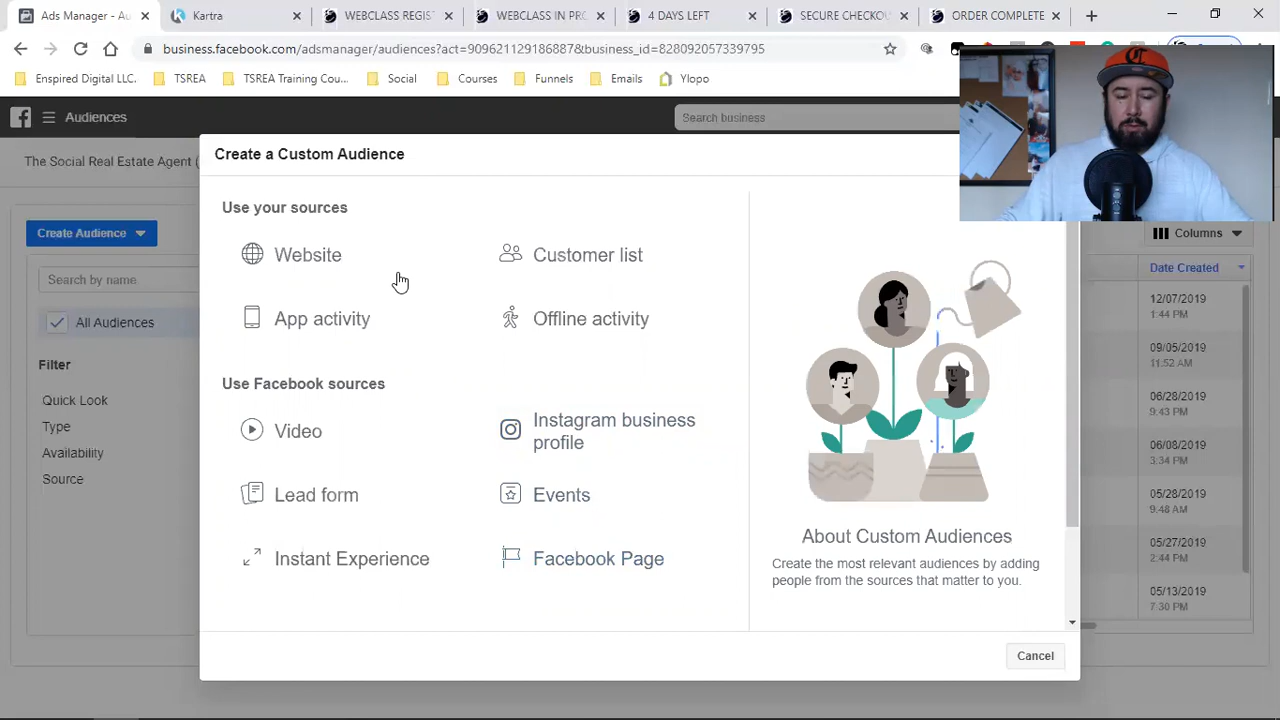 Ads Manager - Au
Kartra
WEBCLASS REGIS
WEBCLASS IN PRO
4 DAYS LEFT
SECURE CHECKOU
ORDER COMPLETE
business.facebook.com/adsmanager/audiences?act=909621129186887&business_id=828092057339795
Enspired Digital LLC.
TSREA
TSREA Training Cou...
Social
Courses
Funnels
Emails
Ylopo
Audiences
Search business
The Social Real Estate Agent (
Create a Custom Audience
Create Audience
Columns
Search by name
All Audiences
Filter
Quick Look
Type
Availability
Source
Use your sources
Website
Customer list
App activity
Offline activity
Use Facebook sources
Video
Instagram business
profile
Lead form
Events
Instant Experience
Facebook Page
About Custom Audiences
Create the most relevant audiences by adding
people from the sources that matter to you.
Cancel
Date Created
12/07/2019
1:44 PM
09/05/2019
11:52 AM
06/28/2019
9:43 PM
06/08/2019
3:34 PM
05/28/2019
9:48 AM
05/27/2019
2:44 PM
05/13/2019
7:30 PM